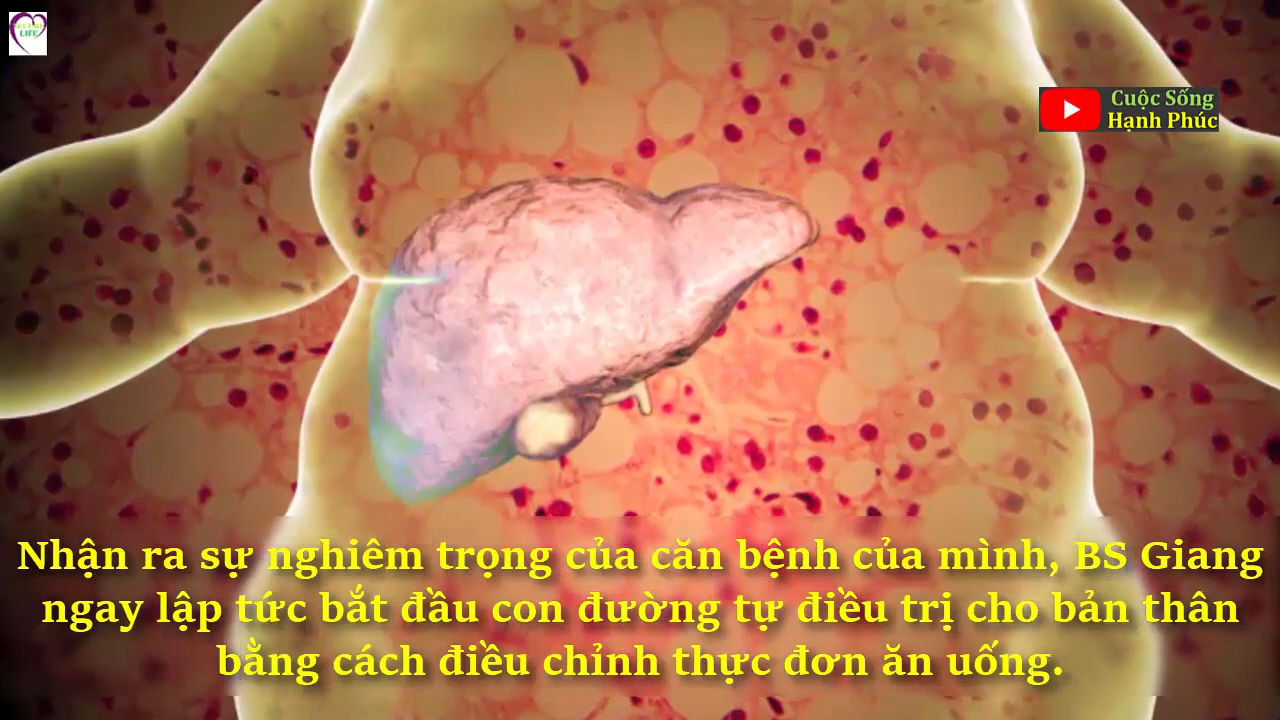 LIFE
Cuộc Sống
Hạnh Phúc
Nhận ra sự nghiêm trọng của căn bệnh của mình, BS Giang
ngay lập tức bắt đầu con đường tự điều trị cho bản thân
bằng cách điều chỉnh thực đơn ăn uống.